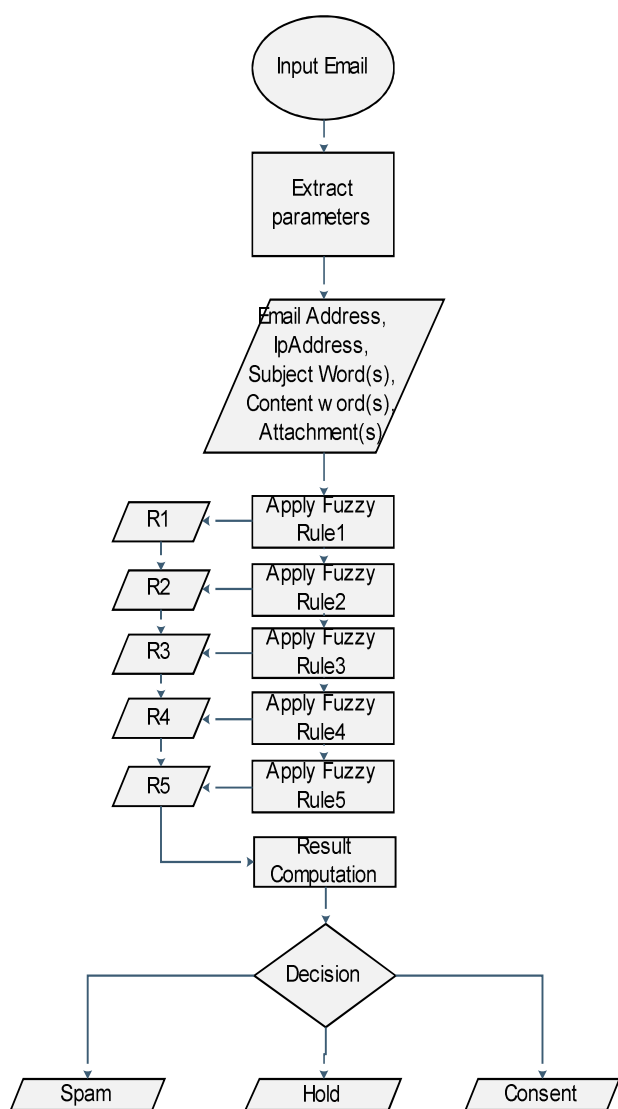 Input Email
Extract
parameters
Email Address,
IpAddress,
Subject Word(s),
Content word(s),
Attachment(s)
R1
Apply Fuzzy
Rule1
R2
Apply Fuzzy
Rule2
R3
Apply Fuzzy
Rule3
R4
Apply Fuzzy
Rule4
R5
Apply Fuzzy
Rule5
Result
Computation
Decision
Spam
Hold
Consent